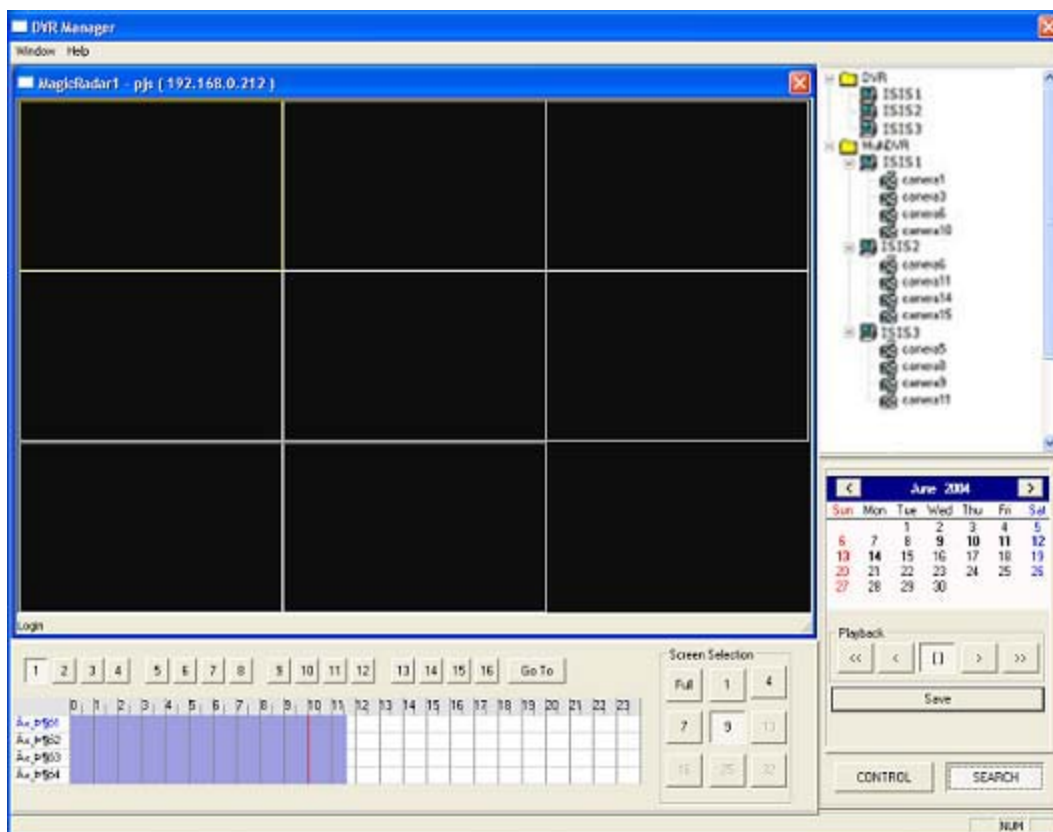 DVR Manager
Window Help
MagicRadar1 - pjs ( 192.168.0.212 )
DVR
ISIS1
ISIS2
ISIS3
MultiDVR
ISIS1
camera1
camera3
camera6
camera10
ISIS2
camera6
camera11
camera14
camera15
ISIS3
camera5
camera8
camera9
camera11
Login
< June 2004 >
Sun Mon Tue Wed Thu Fri Sat
1 2 3 4 5
6 7 8 9 10 11 12
13 14 15 16 17 18 19
20 21 22 23 24 25 26
27 28 29 30
Playback
<< < [] > >>
Save
CONTROL SEARCH
1 2 3 4 5 6 7 8 9 10 11 12 13 14 15 16 Go To
0 1 2 3 4 5 6 7 8 9 10 11 12 13 14 15 16 17 18 19 20 21 22 23
Screen Selection
Full 1 4
7 9 13
16 25 32
NUM